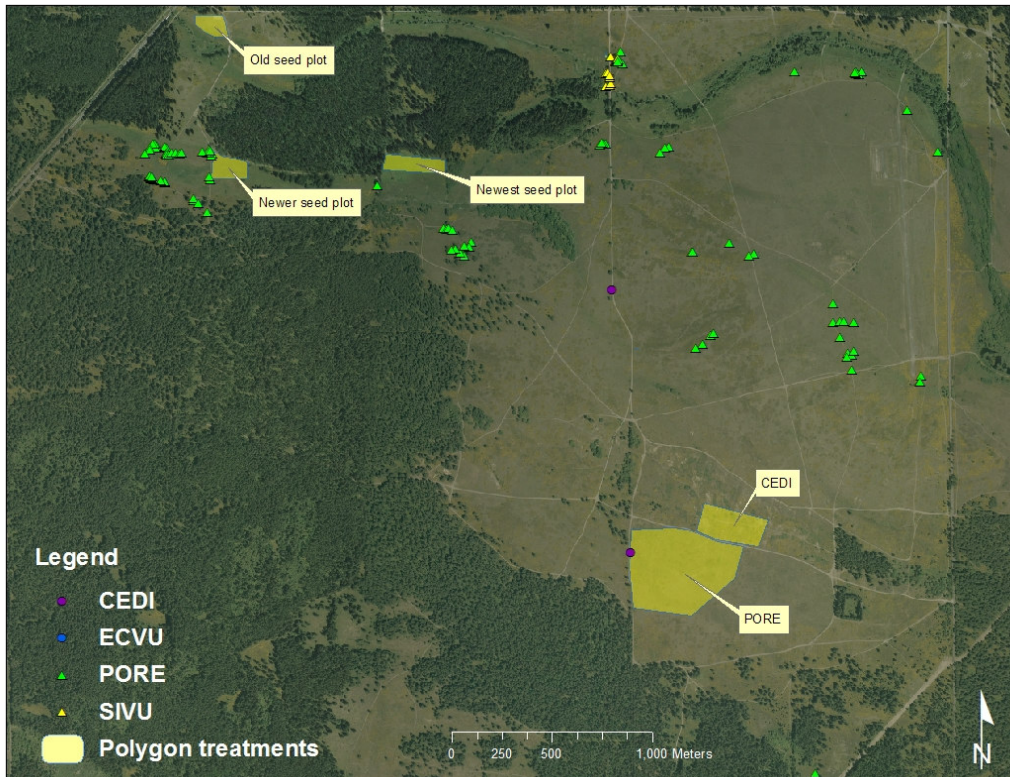 Old seed plot
Newer seed plot
Newest seed plot
CEDI
PORE
Legend
CEDI
ECVU
PORE
SIVU
Polygon treatments
0 250 500 1,000 Meters
N